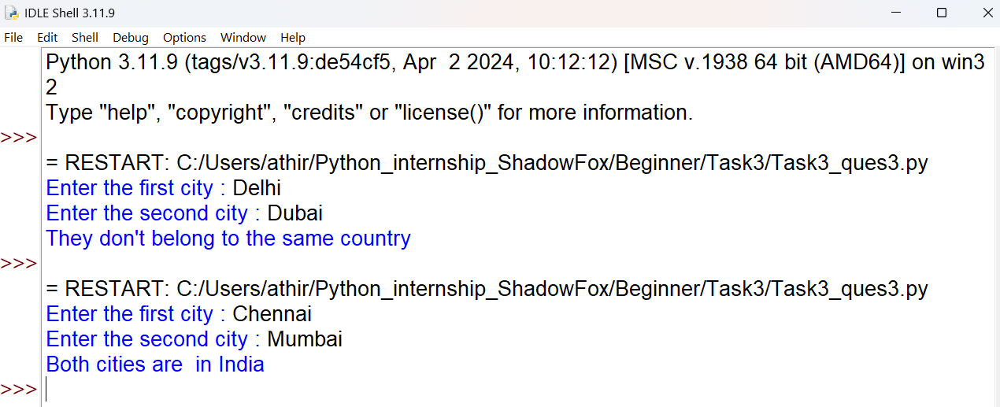 IDLE Shell 3.11.9
File Edit Shell Debug Options Window Help
Python 3.11.9 (tags/v3.11.9:de54cf5, Apr  2 2024, 10:12:12) [MSC v.1938 64 bit (AMD64)] on win3
2
Type "help", "copyright", "credits" or "license()" for more information.
>>>
= RESTART: C:/Users/athir/Python_internship_ShadowFox/Beginner/Task3/Task3_ques3.py
Enter the first city : Delhi
Enter the second city : Dubai
They don't belong to the same country
>>>
= RESTART: C:/Users/athir/Python_internship_ShadowFox/Beginner/Task3/Task3_ques3.py
Enter the first city : Chennai
Enter the second city : Mumbai
Both cities are  in India
>>>